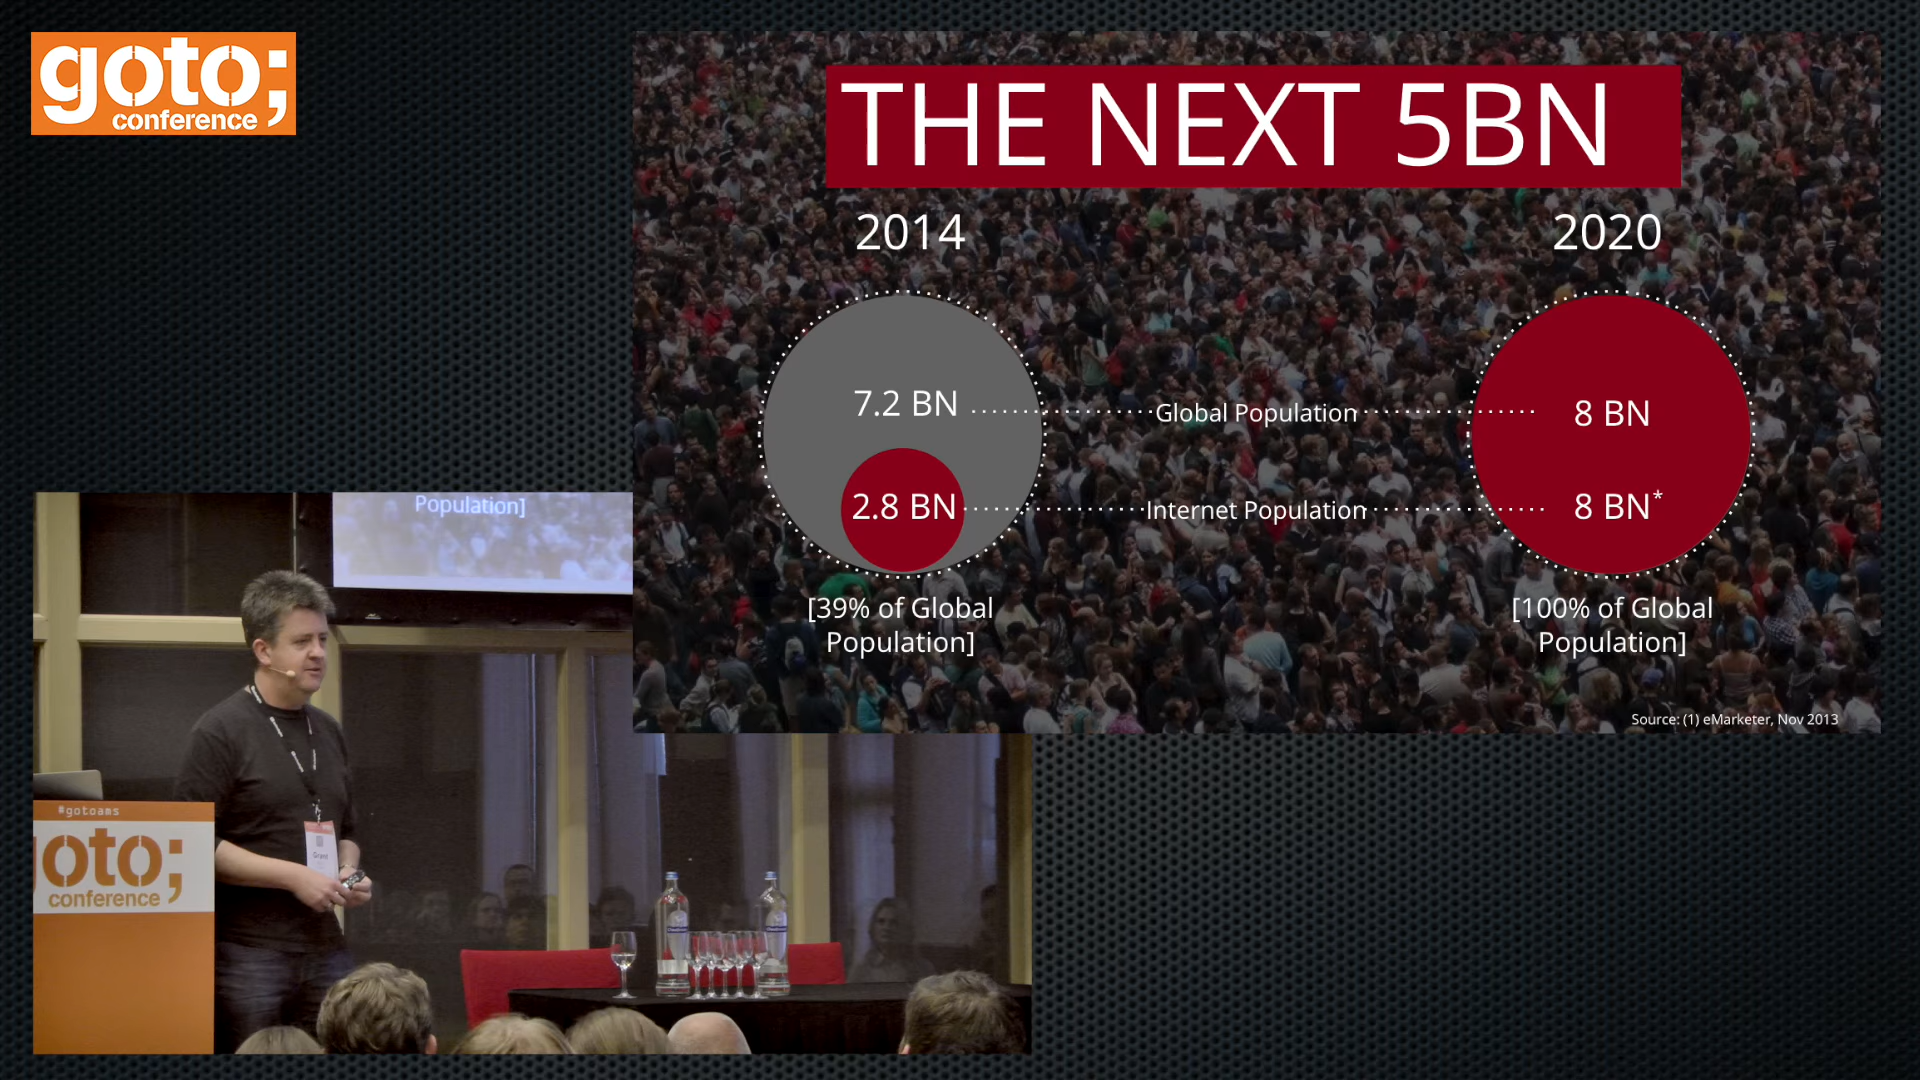 goto;
conference
THE NEXT 5BN
2014
2020
7.2 BN
Global Population
8 BN
2.8 BN
Internet Population
8 BN*
[39% of Global
Population]
[100% of Global
Population]
Source: (1) eMarketer, Nov 2013
Population]
#gotoams
oto;
conference
Grant